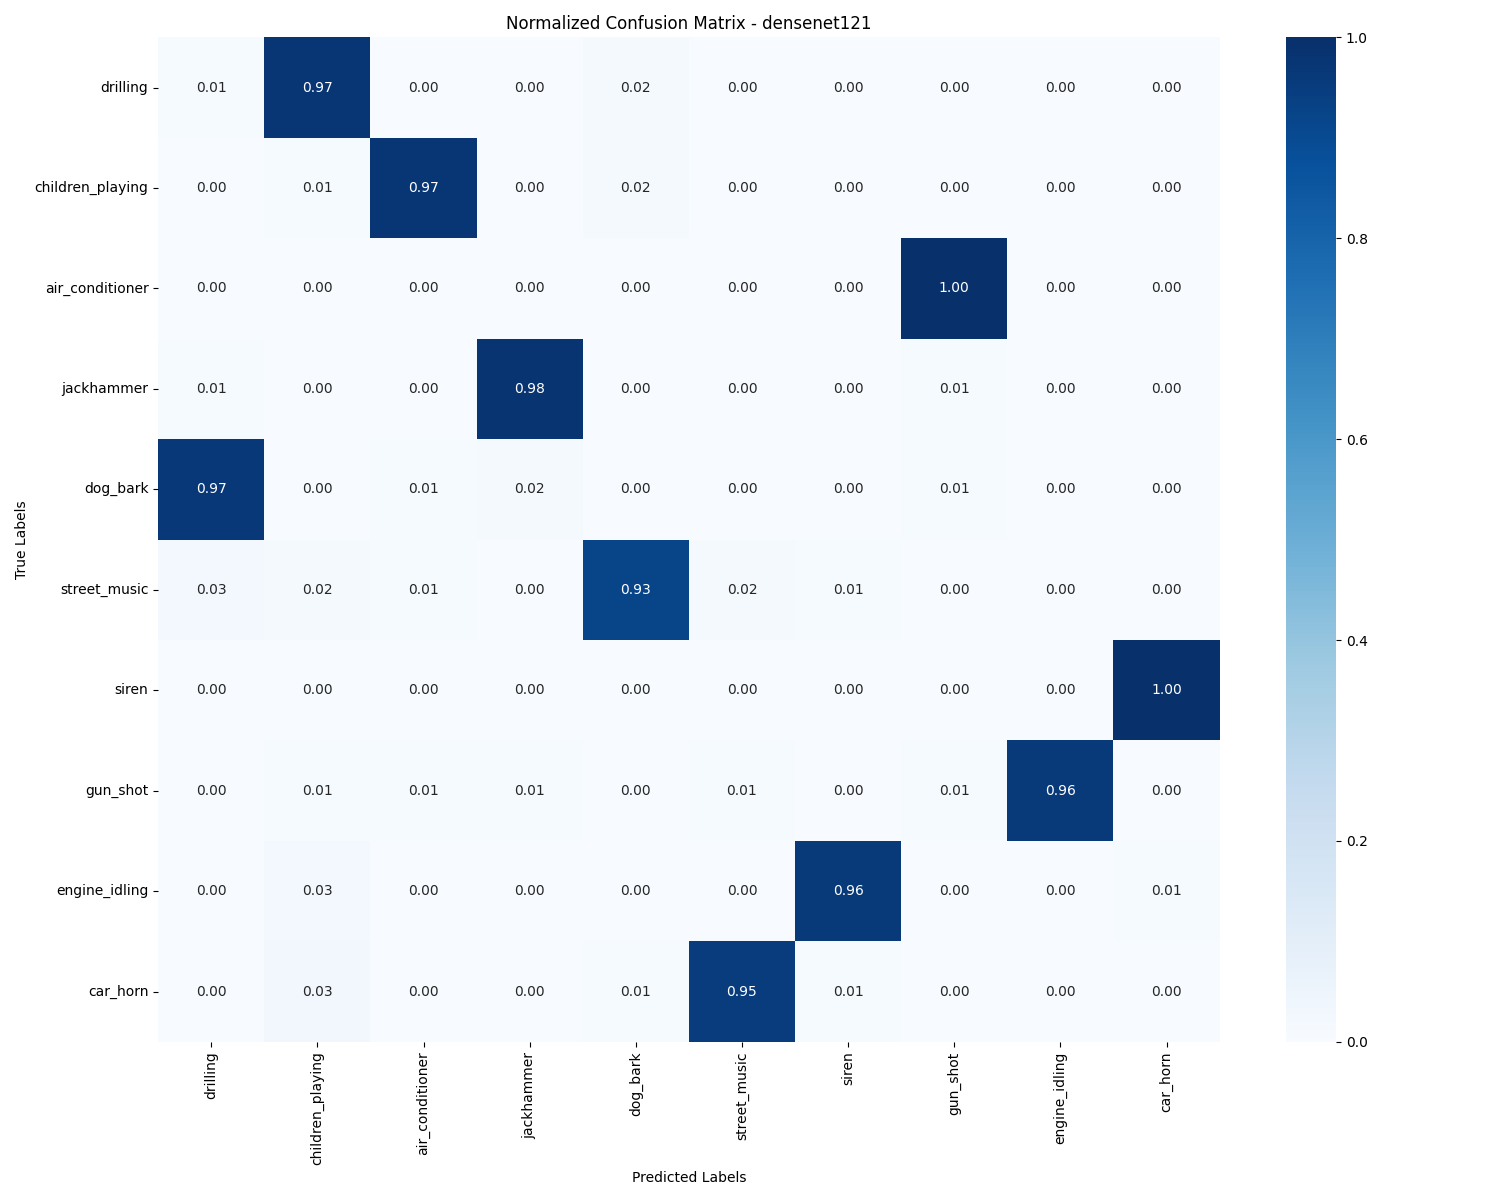 Normalized Confusion Matrix - densenet121
True Labels
drilling 0.01 0.97 0.00 0.00 0.02 0.00 0.00 0.00 0.00 0.00
children_playing 0.00 0.01 0.97 0.00 0.02 0.00 0.00 0.00 0.00 0.00
air_conditioner 0.00 0.00 0.00 0.00 0.00 0.00 0.00 1.00 0.00 0.00
jackhammer 0.01 0.00 0.00 0.98 0.00 0.00 0.00 0.01 0.00 0.00
dog_bark 0.97 0.00 0.01 0.02 0.00 0.00 0.00 0.01 0.00 0.00
street_music 0.03 0.02 0.01 0.00 0.93 0.02 0.01 0.00 0.00 0.00
siren 0.00 0.00 0.00 0.00 0.00 0.00 0.00 0.00 0.00 1.00
gun_shot 0.00 0.01 0.01 0.01 0.00 0.01 0.00 0.01 0.96 0.00
engine_idling 0.00 0.03 0.00 0.00 0.00 0.00 0.96 0.00 0.00 0.01
car_horn 0.00 0.03 0.00 0.00 0.01 0.95 0.01 0.00 0.00 0.00
drilling children_playing air_conditioner jackhammer dog_bark street_music siren gun_shot engine_idling car_horn
Predicted Labels
1.0
0.8
0.6
0.4
0.2
0.0